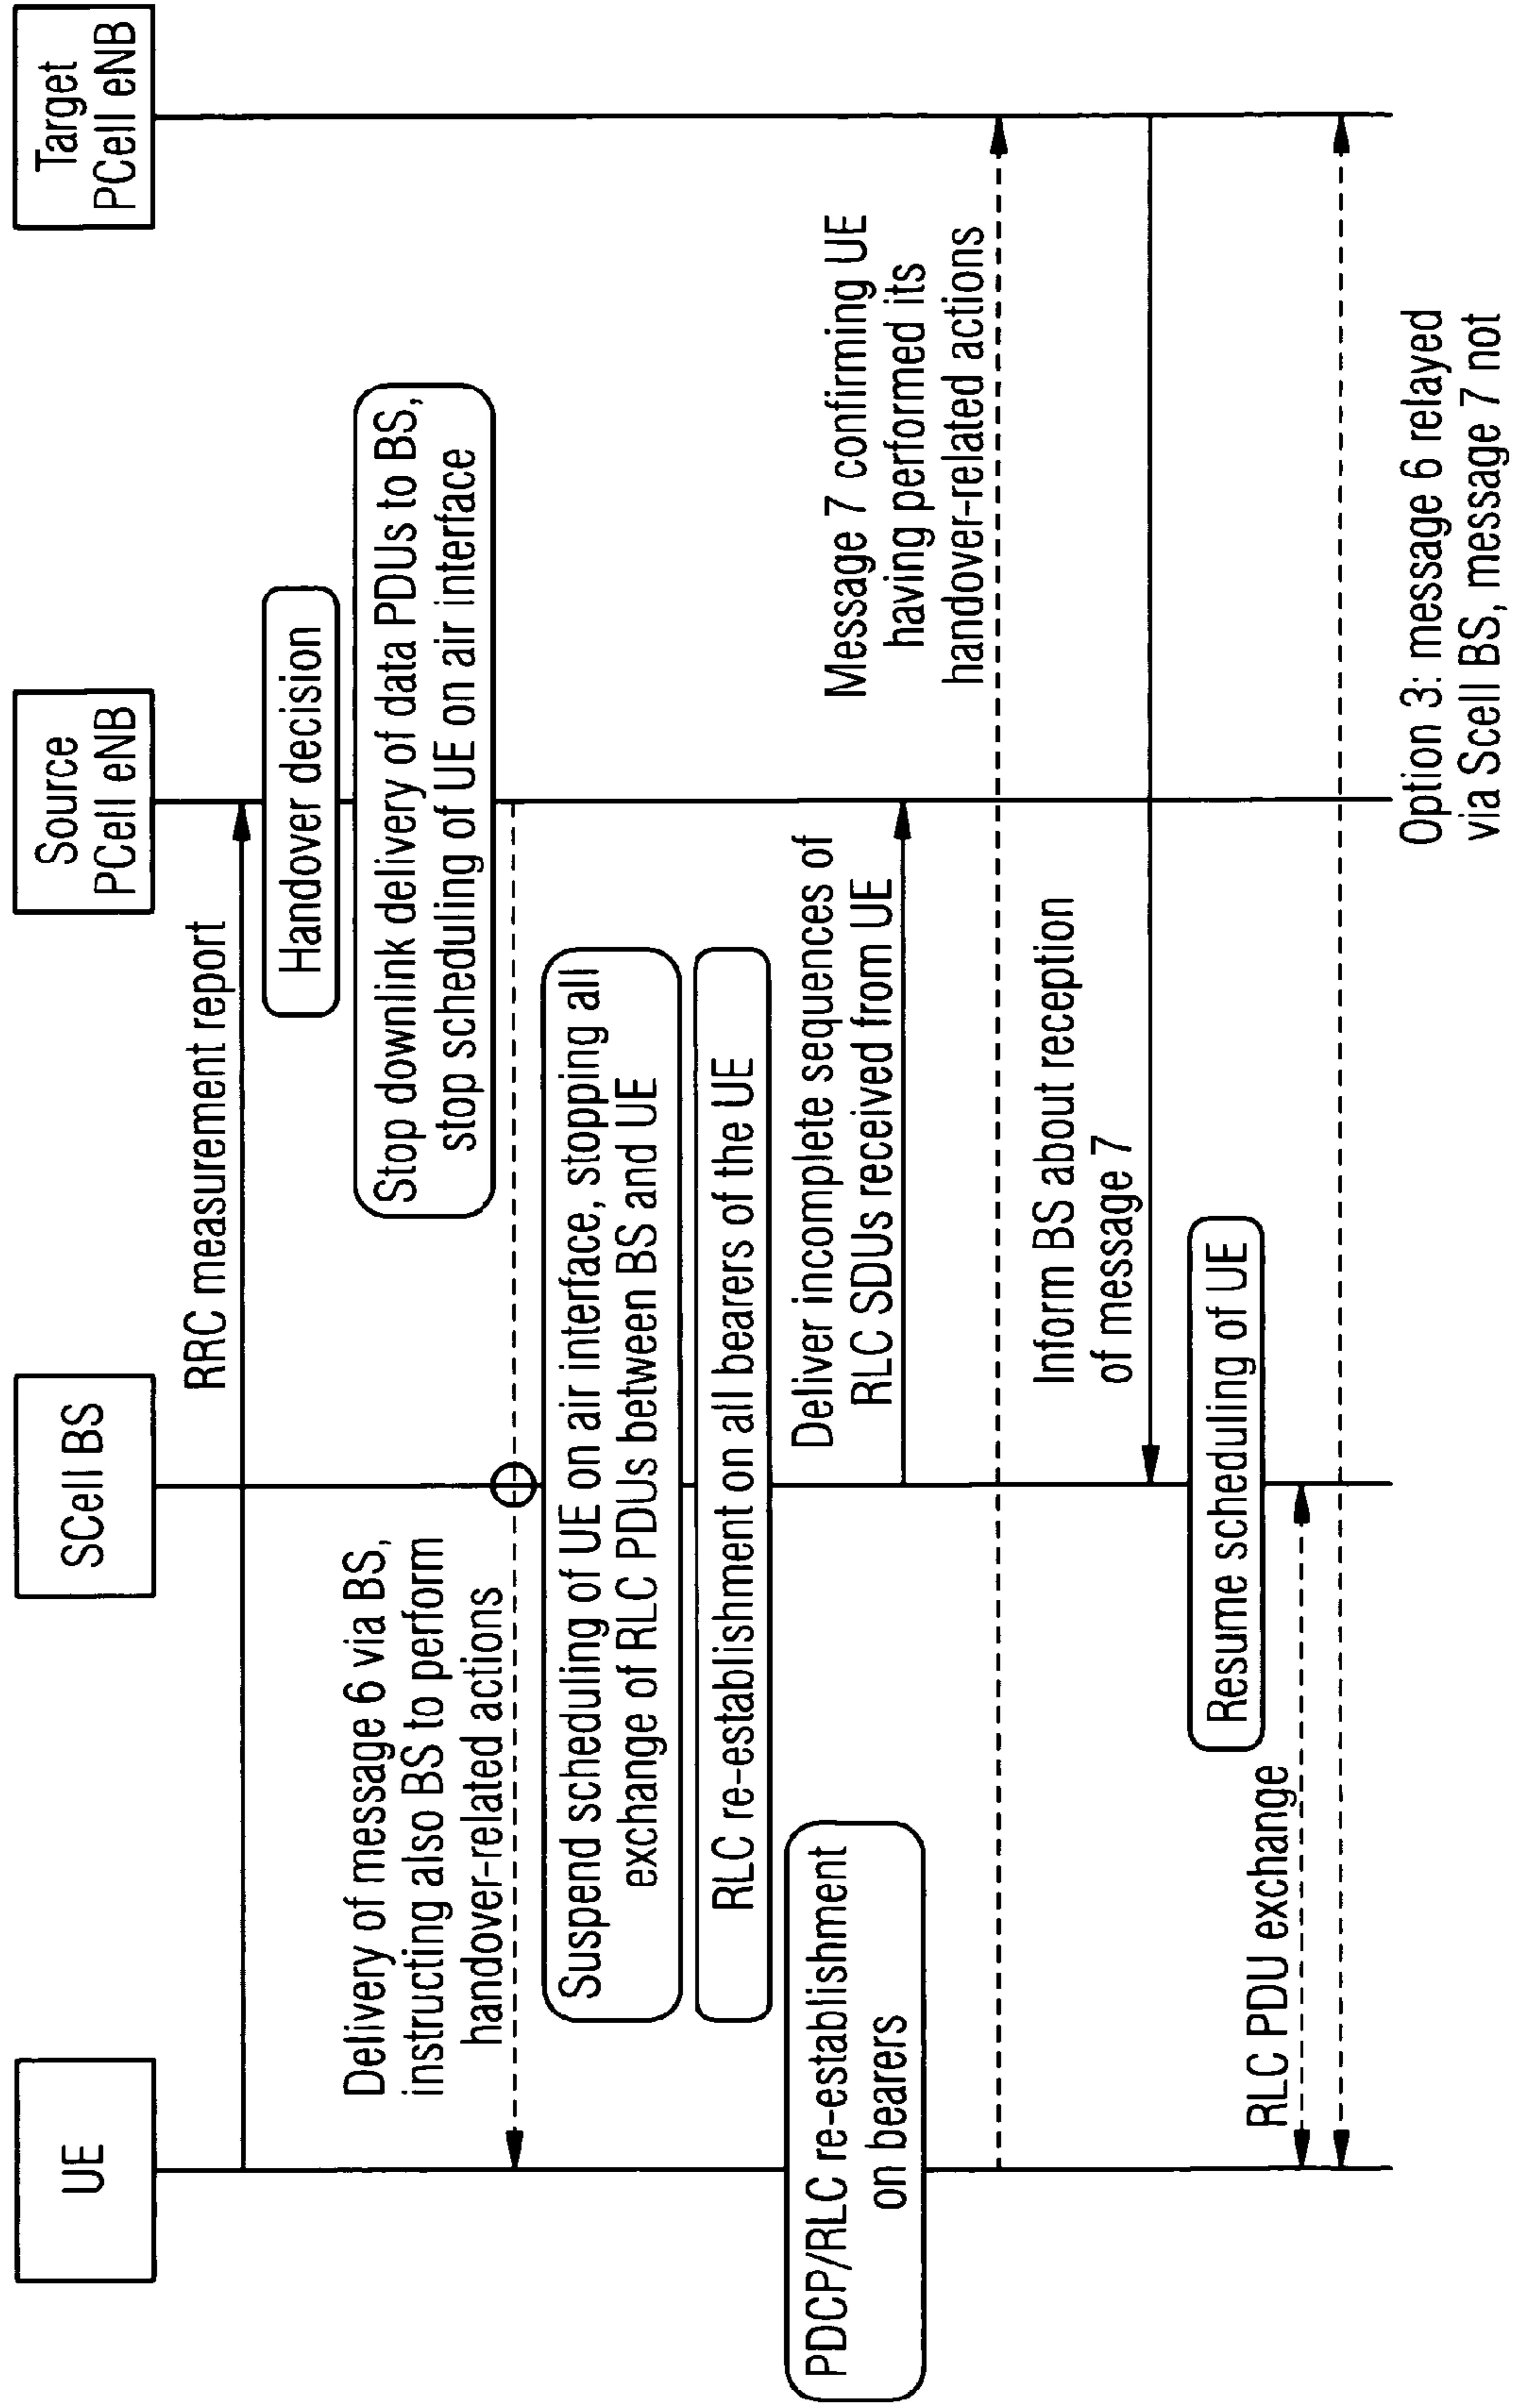 UE
SCell BS
Source
PCell eNB
Target
PCell eNB
RRC measurement report
Handover decision
Stop downlink delivery of data PDUs to BS,
stop scheduling of UE on air interface
Delivery of message 6 via BS,
instructing also BS to perform
handover-related actions
Suspend scheduling of UE on air interface, stopping all
exchange of RLC PDUs between BS and UE
RLC re-establishment on all bearers of the UE
PDCP/RLC re-establishment
on bearers
Deliver incomplete sequences of
RLC SDUs received from UE
Message 7 confirming UE
having performed its
handover-related actions
Inform BS about reception
of message 7
Resume scheduling of UE
RLC PDU exchange
Option 3: message 6 relayed
via Scell BS, message 7 not